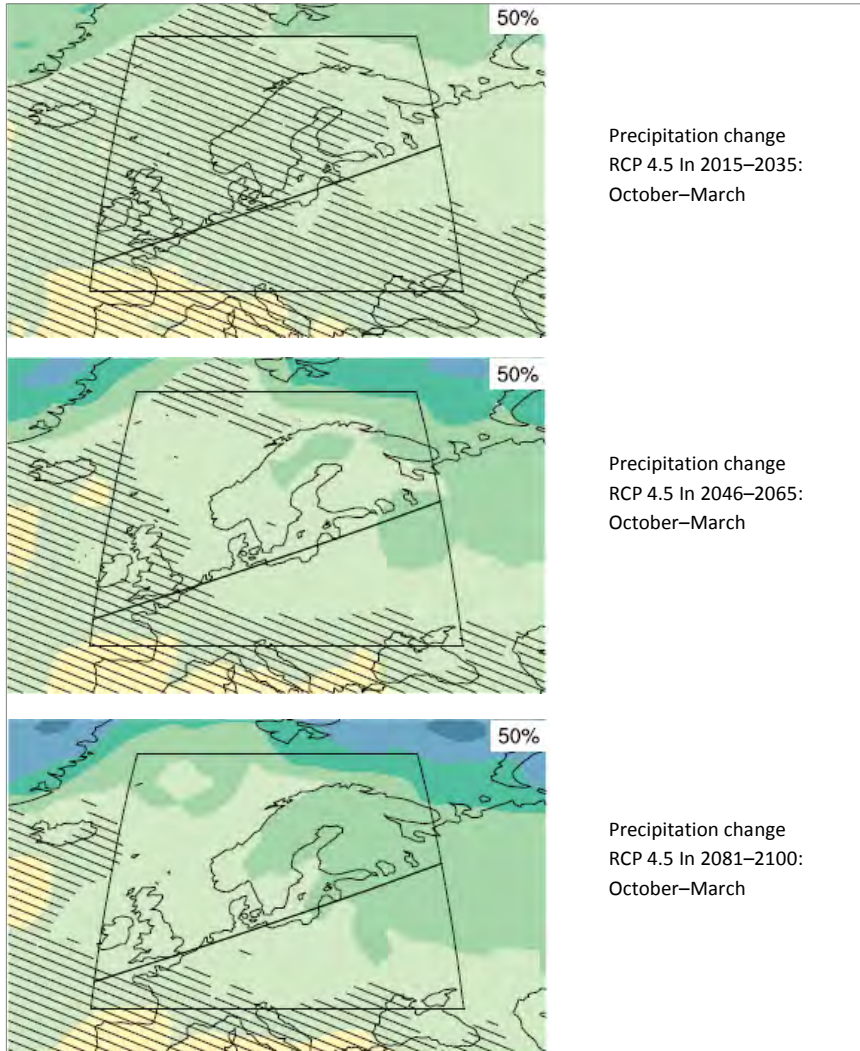 50%
Precipitation change
RCP 4.5 In 2015–2035:
October–March
50%
Precipitation change
RCP 4.5 In 2046–2065:
October–March
50%
Precipitation change
RCP 4.5 In 2081–2100:
October–March